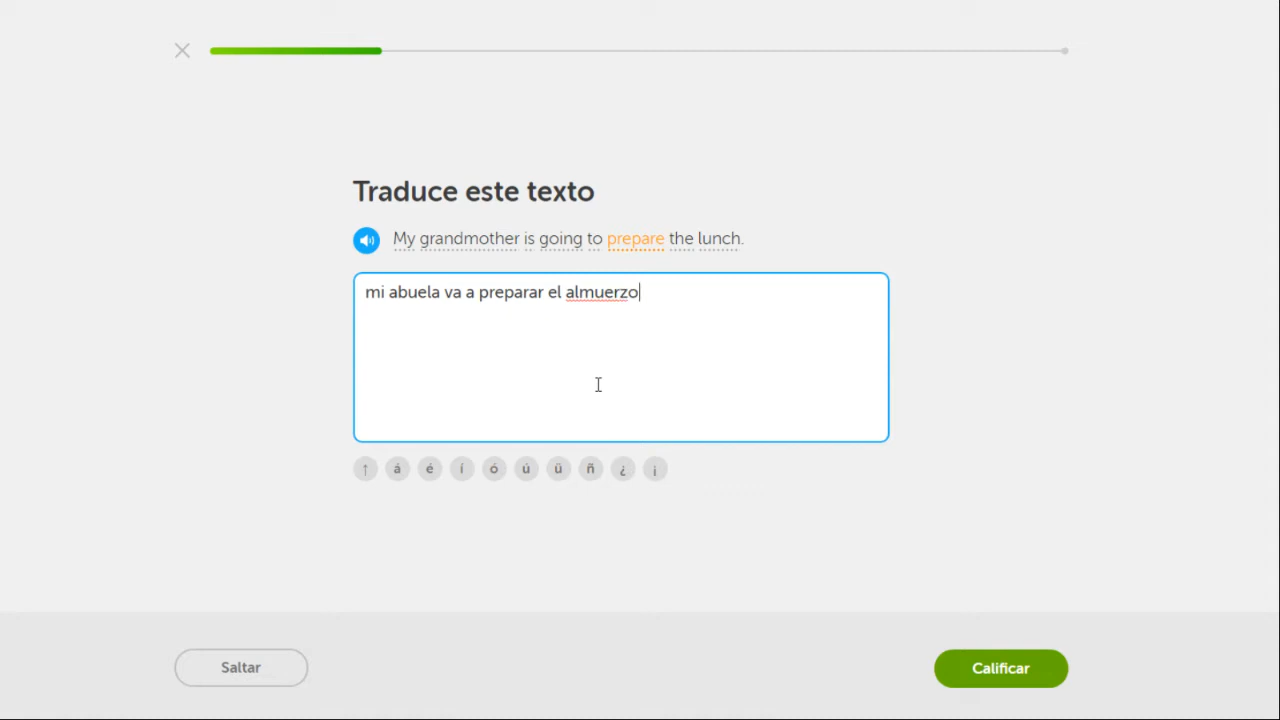 Traduce este texto
My grandmother is going to prepare the lunch.
mi abuela va a preparar el almuerzo
↑ á é í ó ú ü ñ ¿ ¡
Saltar
Calificar